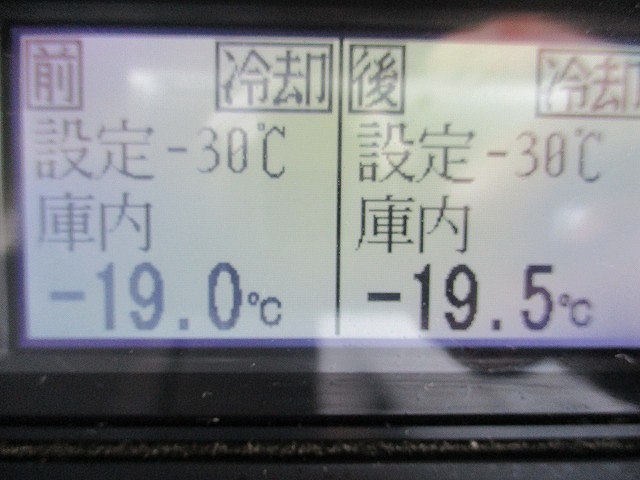 前 冷却
設定-30℃
庫内
-19.0℃
後 冷却
設定-30℃
庫内
-19.5℃